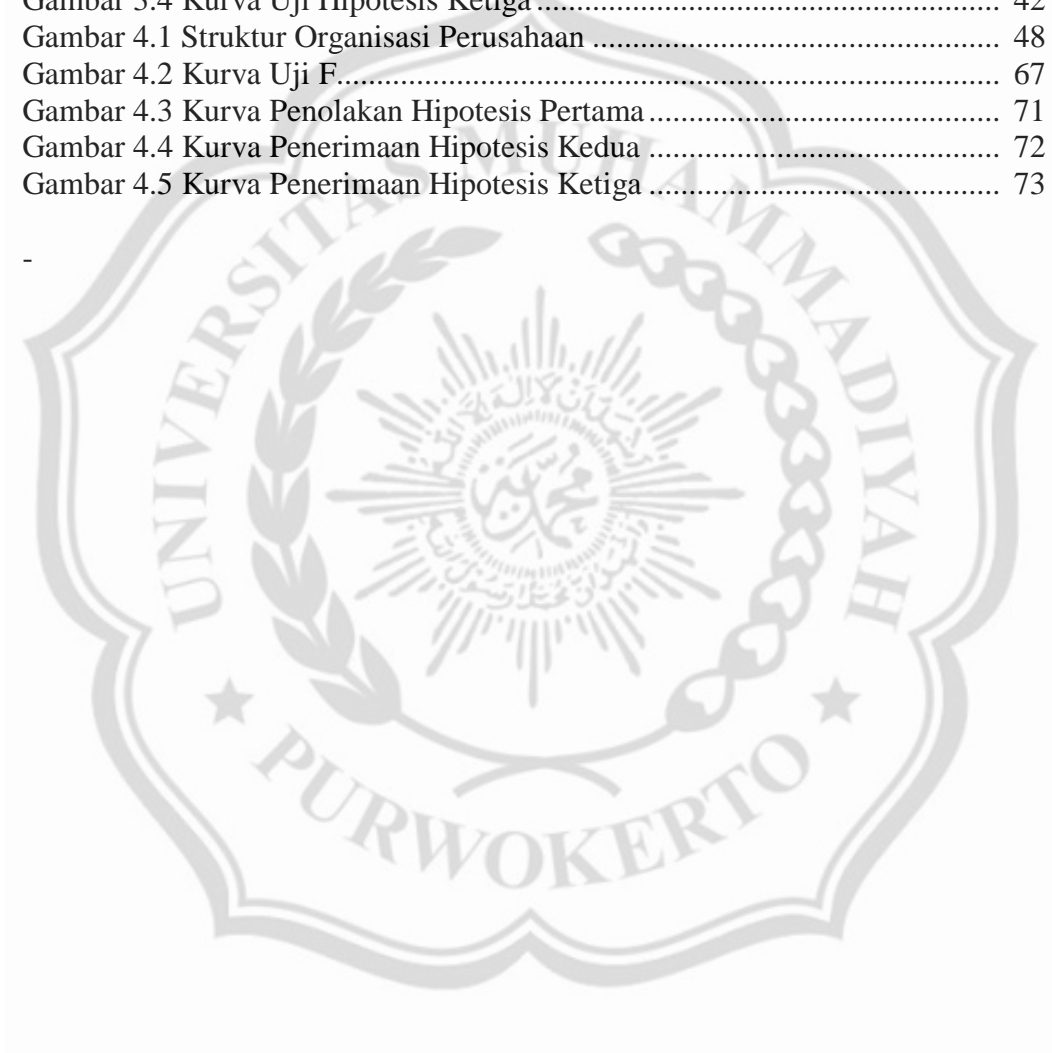 Gambar 3.4 Kurva Uji Hipotesis Ketiga ........................................................ 42
Gambar 4.1 Struktur Organisasi Perusahaan ................................................. 48
Gambar 4.2 Kurva Uji F................................................................................ 67
Gambar 4.3 Kurva Penolakan Hipotesis Pertama .......................................... 71
Gambar 4.4 Kurva Penerimaan Hipotesis Kedua .......................................... 72
Gambar 4.5 Kurva Penerimaan Hipotesis Ketiga .......................................... 73
-
UNIVERSITAS MUHAMMADIYAH
PURWOKERTO